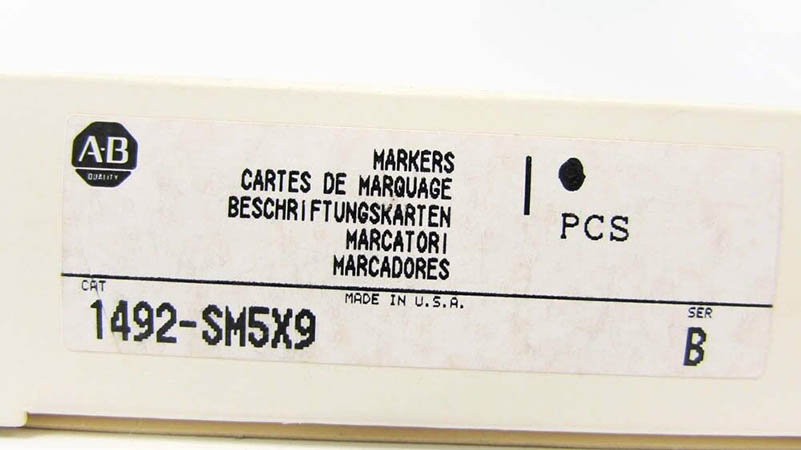 A-B
QUALITY
MARKERS
CARTES DE MARQUAGE
BESCHRIFTUNGSKARTEN
MARCATORI
MARCADORES
PCS
MADE IN U.S.A.
CAT
1492-SM5X9
SER
B